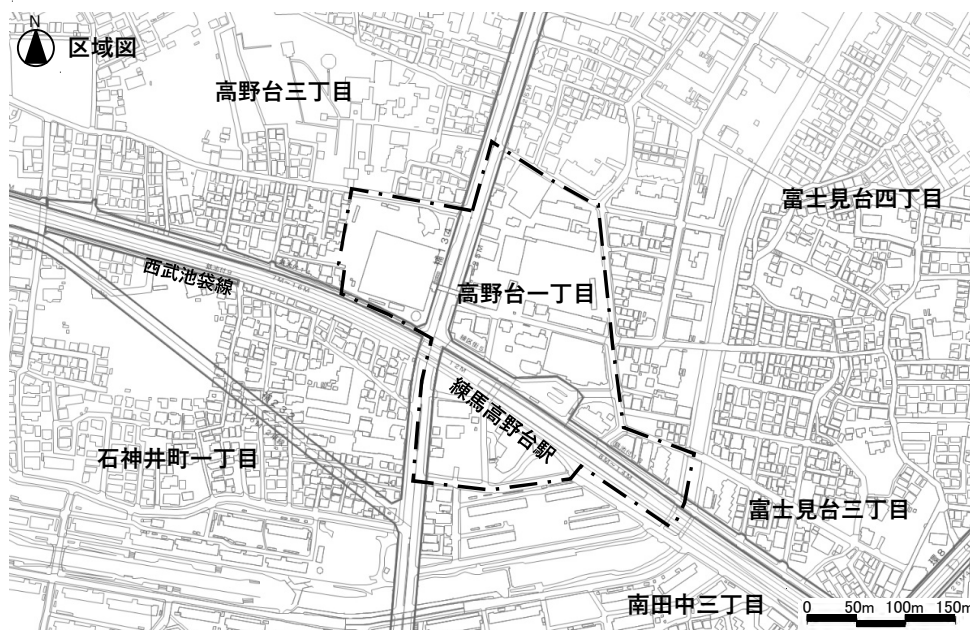 N
区域図
高野台三丁目
富士見台四丁目
高野台一丁目
西武池袋線
練馬高野台駅
石神井町一丁目
富士見台三丁目
南田中三丁目
0 50m 100m 150m